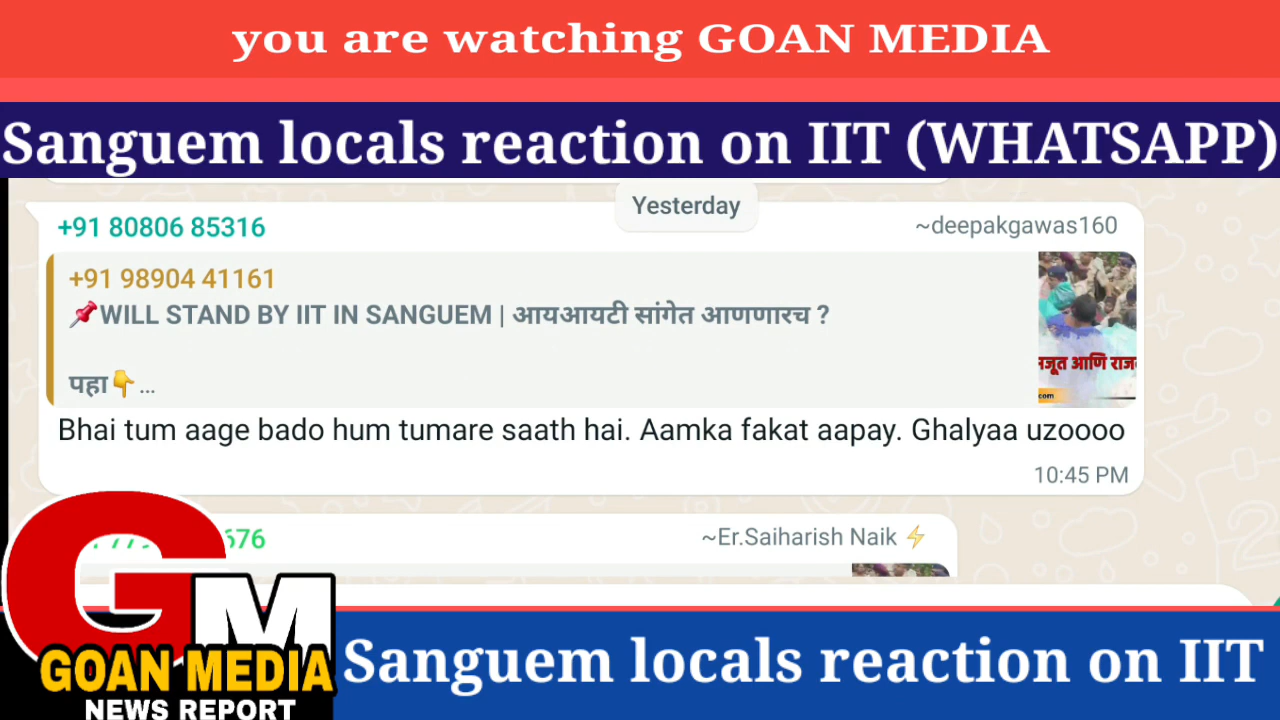 you are watching GOAN MEDIA
Sanguem locals reaction on IIT (WHATSAPP)
Yesterday
+91 80806 85316 ~deepakgawas160
+91 98904 41161
📌WILL STAND BY IIT IN SANGUEM | आयआयटी सांगेत आणणारच ?
पहा👇...
आणि
com
Bhai tum aage bado hum tumare saath hai. Aamka fakat aapay. Ghalyaa uzoooo
10:45 PM
676 ~Er.Saiharish Naik ⚡
GM
GOAN MEDIA
NEWS REPORT
Sanguem locals reaction on IIT